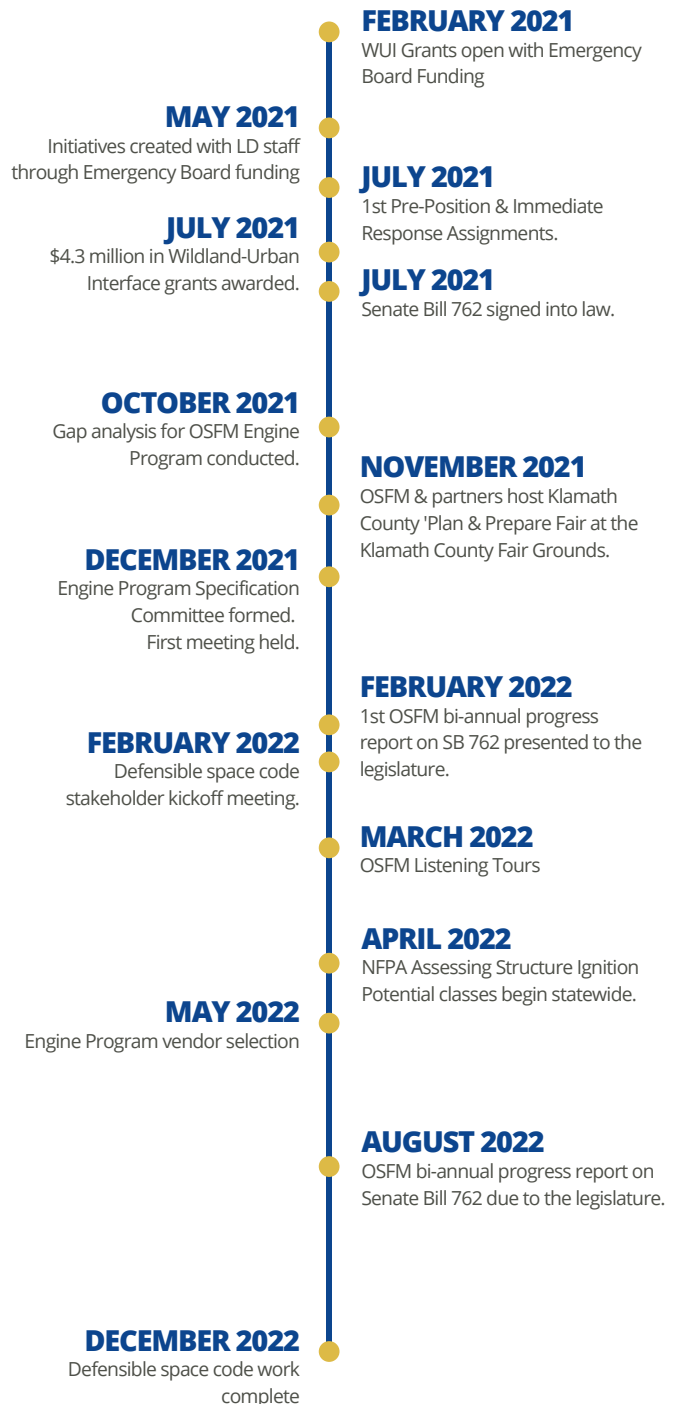 FEBRUARY 2021
WUI Grants open with Emergency
Board Funding
MAY 2021
Initiatives created with LD staff
through Emergency Board funding
JULY 2021
1st Pre-Position & Immediate
Response Assignments.
JULY 2021
$4.3 million in Wildland-Urban
Interface grants awarded.
JULY 2021
Senate Bill 762 signed into law.
OCTOBER 2021
Gap analysis for OSFM Engine
Program conducted.
NOVEMBER 2021
OSFM & partners host Klamath
County 'Plan & Prepare Fair at the
Klamath County Fair Grounds.
DECEMBER 2021
Engine Program Specification
Committee formed.
First meeting held.
FEBRUARY 2022
1st OSFM bi-annual progress
report on SB 762 presented to the
legislature.
FEBRUARY 2022
Defensible space code
stakeholder kickoff meeting.
MARCH 2022
OSFM Listening Tours
APRIL 2022
NFPA Assessing Structure Ignition
Potential classes begin statewide.
MAY 2022
Engine Program vendor selection
AUGUST 2022
OSFM bi-annual progress report on
Senate Bill 762 due to the legislature.
DECEMBER 2022
Defensible space code work
complete